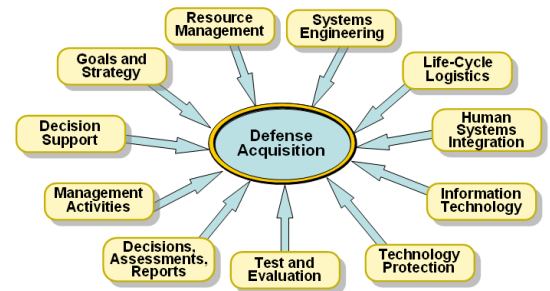 Resource
Management
Systems
Engineering
Goals and
Strategy
Life-Cycle
Logistics
Decision
Support
Defense
Acquisition
Human
Systems
Integration
Management
Activities
Information
Technology
Decisions,
Assessments,
Reports
Test and
Evaluation
Technology
Protection